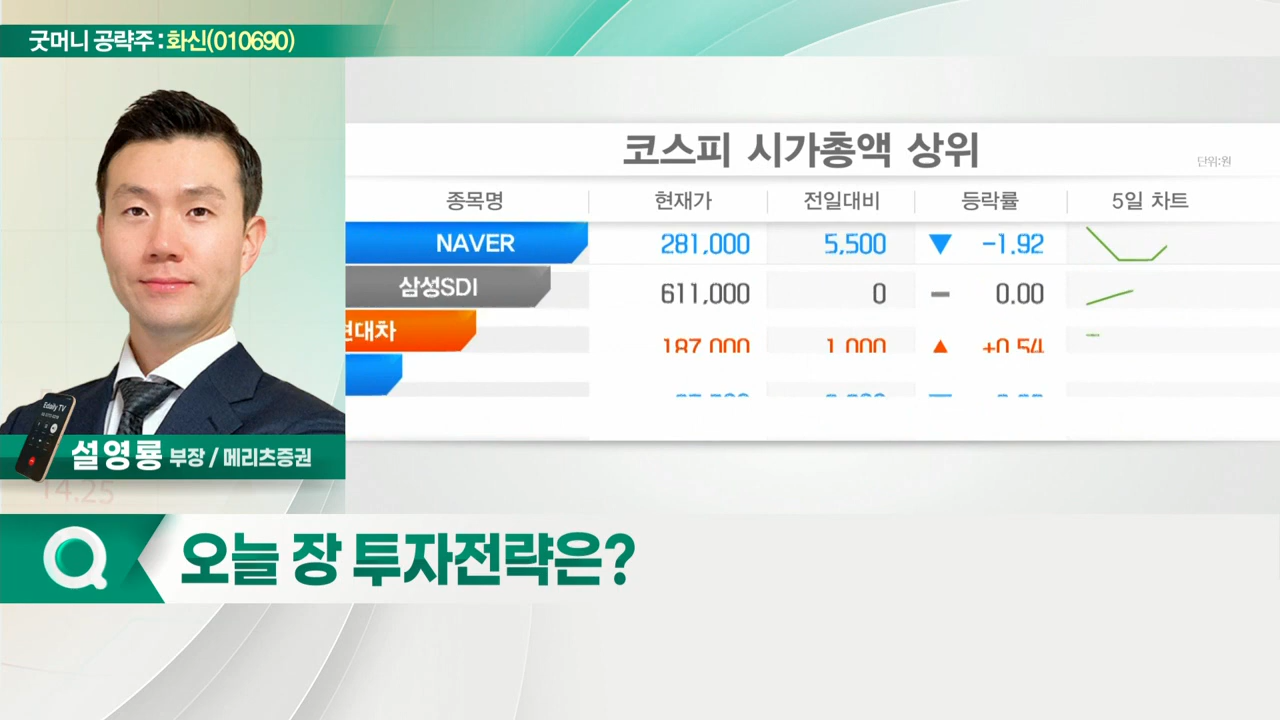 굿머니 공략주 : 화신(010690)
코스피 시가총액 상위
단위:원
종목명 현재가 전일대비 등락률 5일 차트
NAVER 281,000 5,500 ▼ -1.92
삼성SDI 611,000 0 - 0.00
현대차 187,000 1,000 ▲ +0.54
Edaily TV
설영룡 부장 / 메리츠증권
14.25
오늘 장 투자전략은?